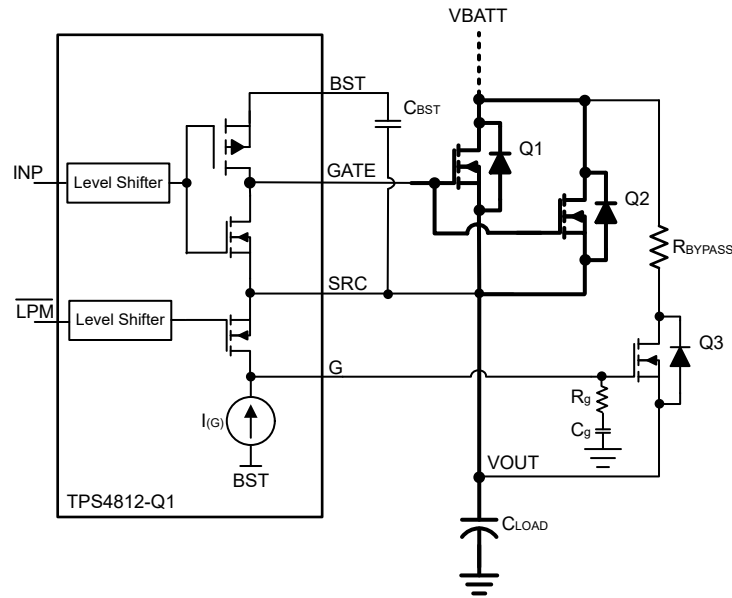 VBATT
BST
CBST
INP
Level Shifter
GATE
Q1
Q2
RBYPASS
SRC
LPM
Level Shifter
G
Q3
Rg
Cg
I(G)
BST
VOUT
TPS4812-Q1
CLOAD